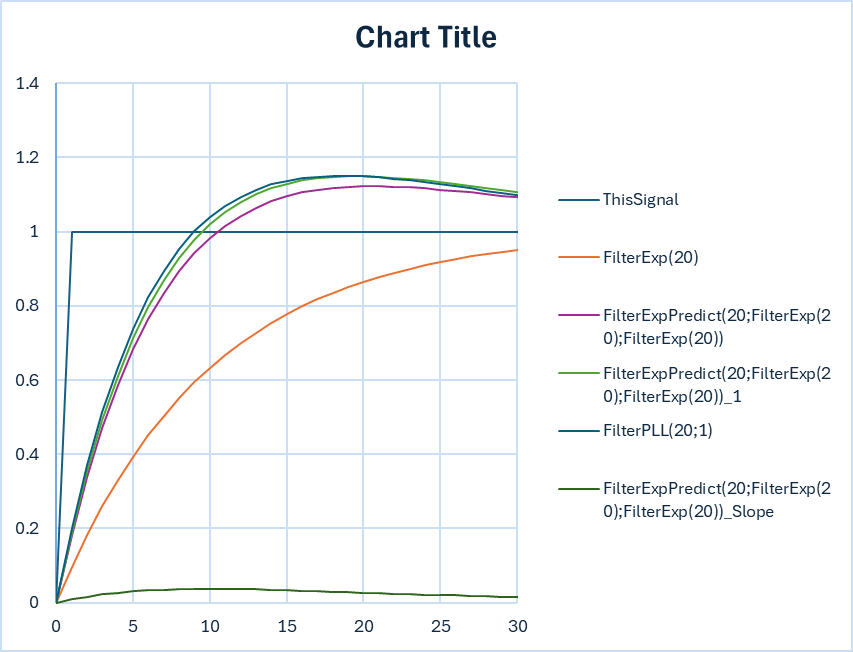 Chart Title
1.4
1.2
1
0.8
0.6
0.4
0.2
0
0 5 10 15 20 25 30
ThisSignal
FilterExp(20)
FilterExpPredict(20;FilterExp(2
0);FilterExp(20))
FilterExpPredict(20;FilterExp(2
0);FilterExp(20))_1
FilterPLL(20;1)
FilterExpPredict(20;FilterExp(2
0);FilterExp(20))_Slope